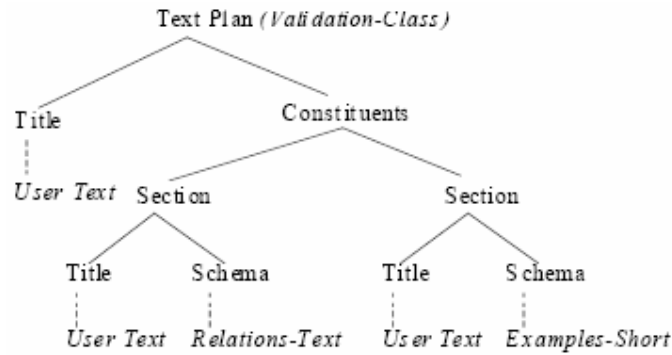 Text Plan (Validation-Class)
Title
Constituents
User Text
Section
Section
Title
Schema
Title
Schema
User Text
Relations-Text
User Text
Examples-Short